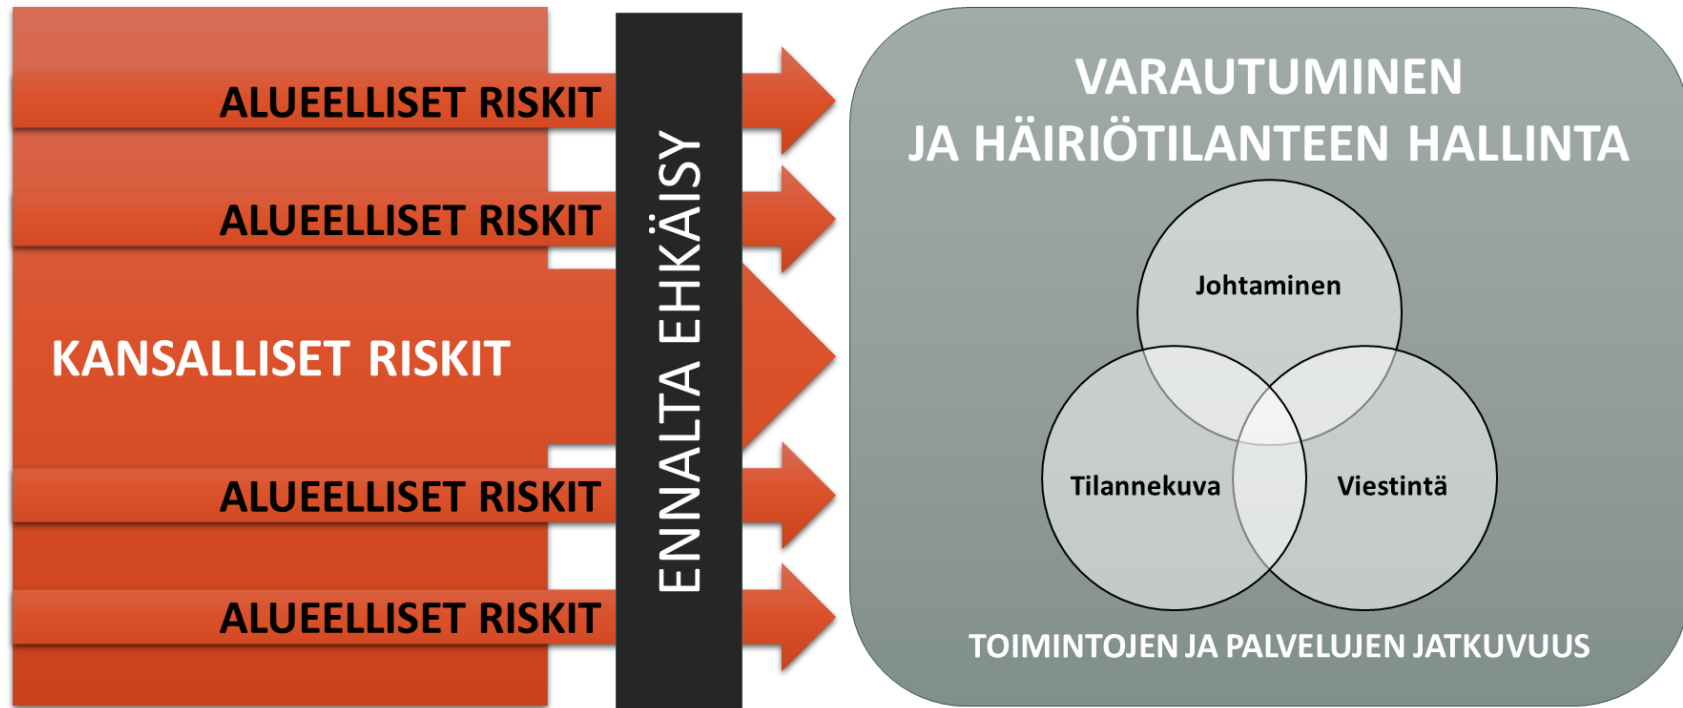 ALUEELLISET RISKIT
ALUEELLISET RISKIT
KANSALLISET RISKIT
ALUEELLISET RISKIT
ALUEELLISET RISKIT
ENNALTA EHKÄISY
VARAUTUMINEN
JA HÄIRIÖTILANTEEN HALLINTA
Johtaminen
Tilannekuva
Viestintä
TOIMINTOJEN JA PALVELUJEN JATKUVUUS